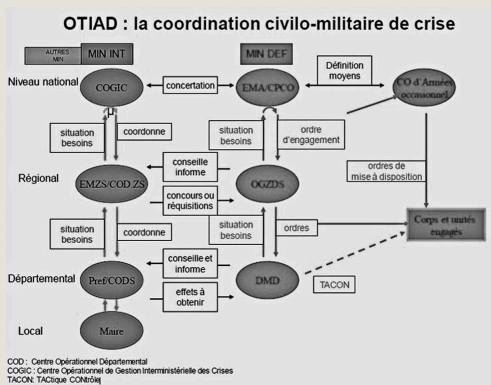 OTIAD : la coordination civilo-militaire de crise
AUTRES
MIN
MIN INT
MIN DEF
Niveau national
COGIC
concertation
EMA/CPCO
Définition
moyens
CO d'Années
occasionnel
situation
besoins
coordonne
situation
besoins
ordre
d'engagement
conseille
informe
ordres de
mise à disposition
Régional
EMZS/COD.ZS
OGZDS
concours ou
réquisitions
situation
besoins
coordonne
situation
besoins
ordres
Corps et unités
engagés
conseille et
informe
Départemental
Pref/CODS
DMD
effets à
obtenir
TACON
Local
Maire
COD : Centre Opérationnel Départemental
COGIC : Centre Opérationnel de Gestion Interministérielle des Crises
TACON: TACtique CONtrôle